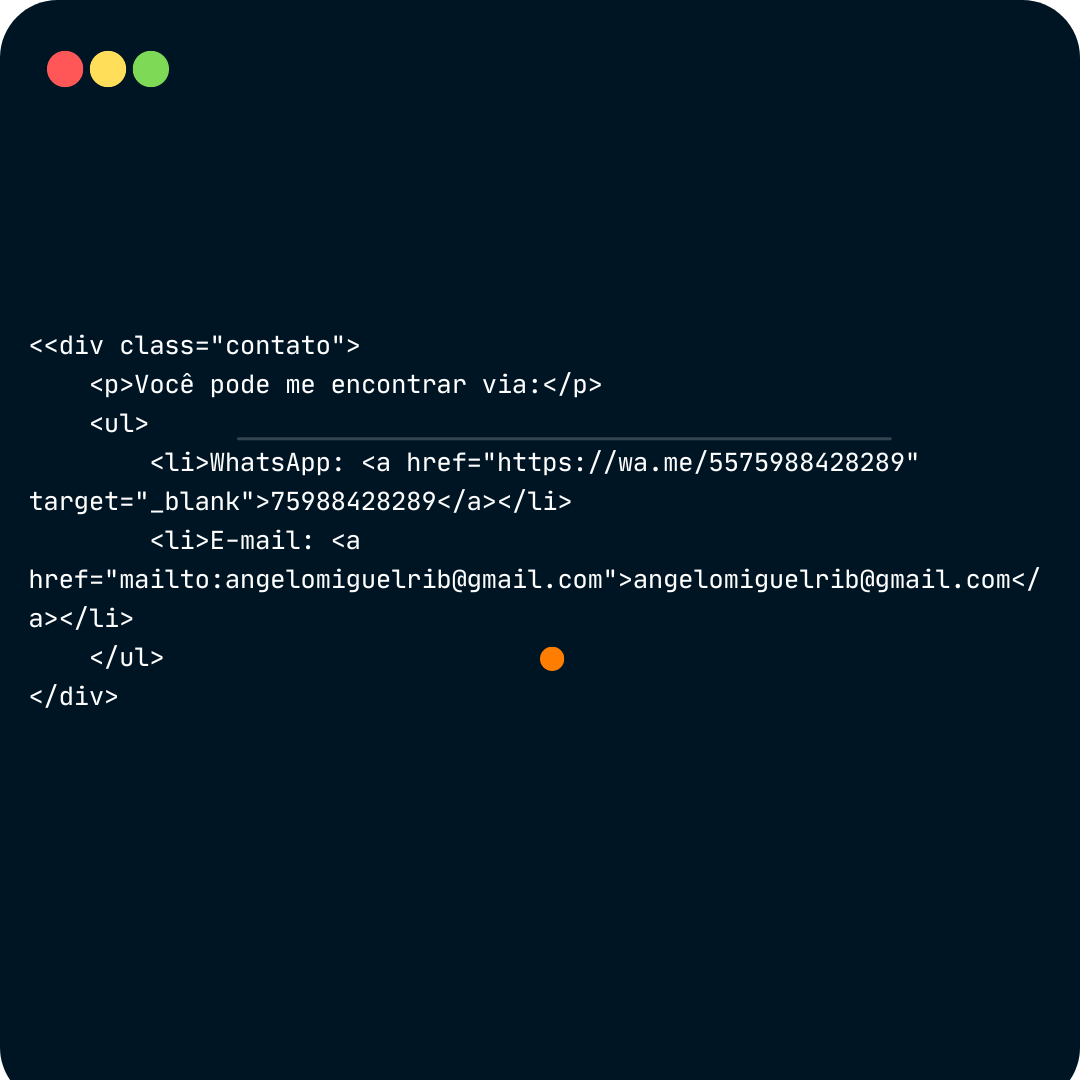 <<div class="contato">
    <p>Você pode me encontrar via:</p>
    <ul>
        <li>WhatsApp: <a href="https://wa.me/5575988428289"
target="_blank">75988428289</a></li>
        <li>E-mail: <a
href="mailto:angelomiguelrib@gmail.com">angelomiguelrib@gmail.com</
a></li>
    </ul>
</div>